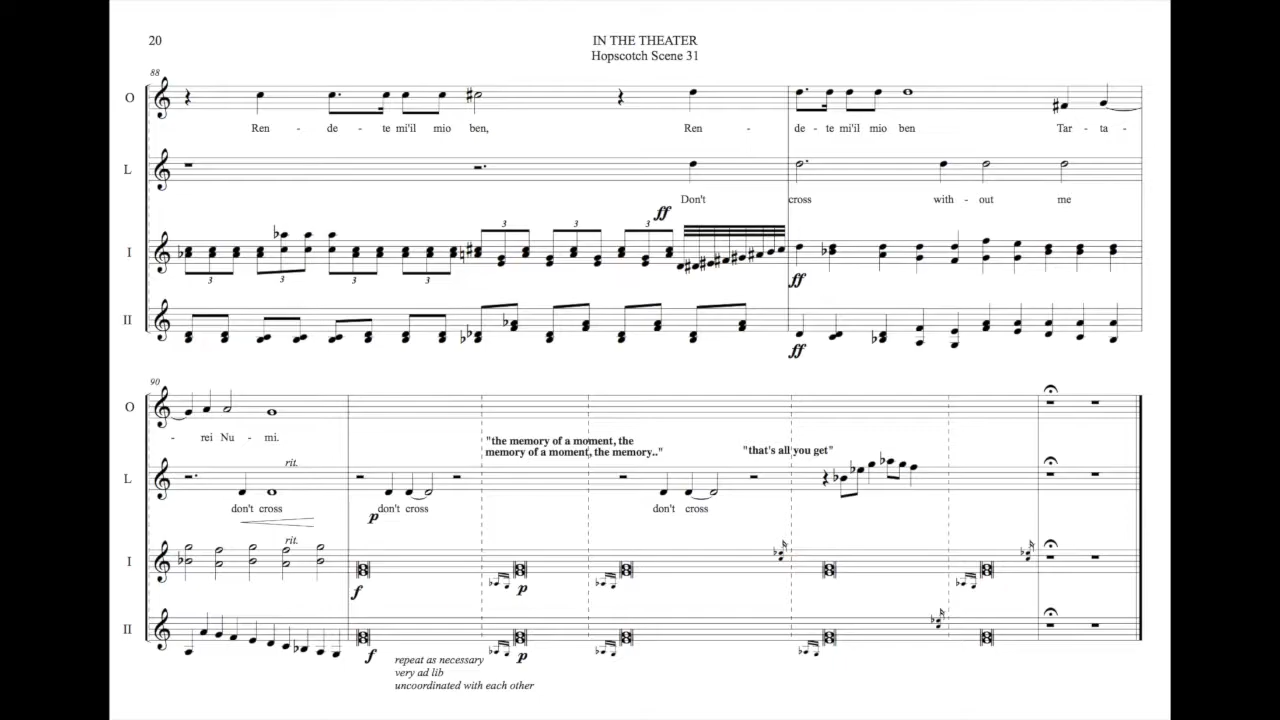 20
IN THE THEATER
Hopscotch Scene 31
88
O
Ren - de - te mi'il mio ben, Ren - de - te mi'il mio ben Tar - ta -
L
Don't cross with - out me
ff
3 3 3 3 3 3 3
I
ff
II
ff
90
O
- rei Nu - mi.
"the memory of a moment, the
memory of a moment, the memory.." "that's all you get"
rit.
L
don't cross don't cross don't cross
p
rit.
I
f p
II
f p
repeat as necessary
very ad lib
uncoordinated with each other